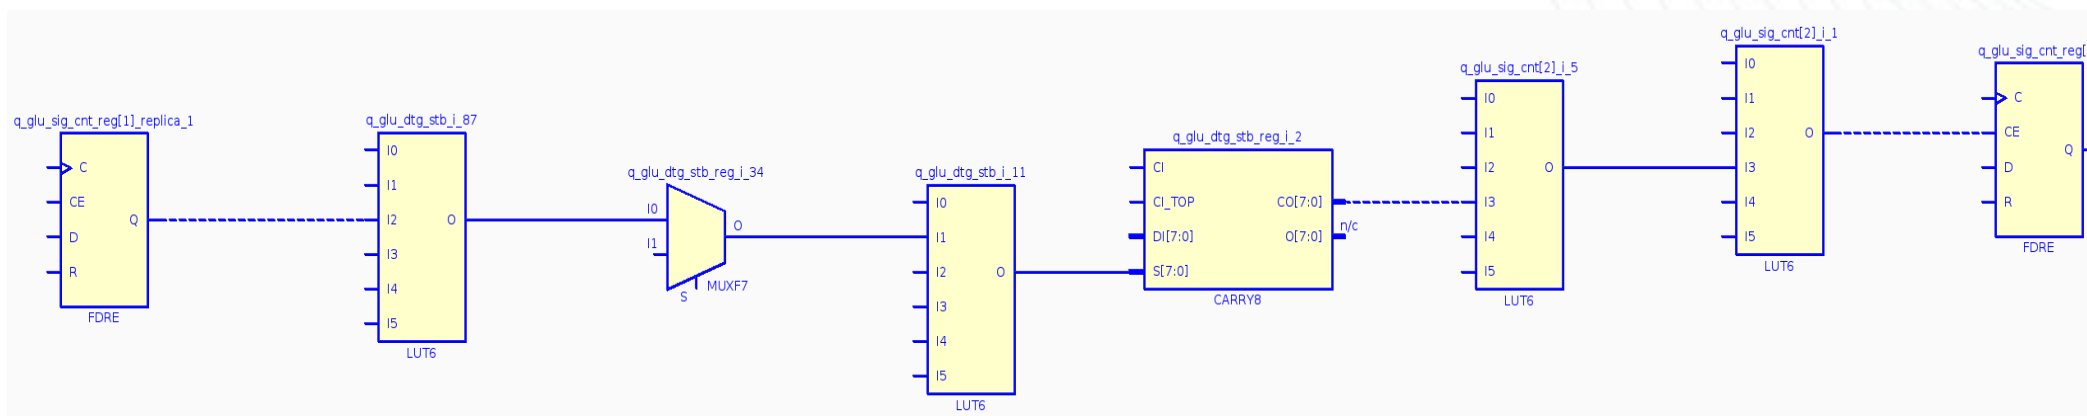 q_glu_sig_cnt_reg[1]_replica_1
C
CE
D
R
Q
FDRE
q_glu_dtg_stb_i_87
I0
I1
I2
I3
I4
I5
O
LUT6
q_glu_dtg_stb_reg_i_34
I0
I1
S
O
MUXF7
q_glu_dtg_stb_i_11
I0
I1
I2
I3
I4
I5
O
LUT6
q_glu_dtg_stb_reg_i_2
CI
CI_TOP
DI[7:0]
S[7:0]
CO[7:0]
O[7:0]
n/c
CARRY8
q_glu_sig_cnt[2]_i_5
I0
I1
I2
I3
I4
I5
O
LUT6
q_glu_sig_cnt[2]_i_1
I0
I1
I2
I3
I4
I5
O
LUT6
q_glu_sig_cnt_reg[
C
CE
D
R
Q
FDRE